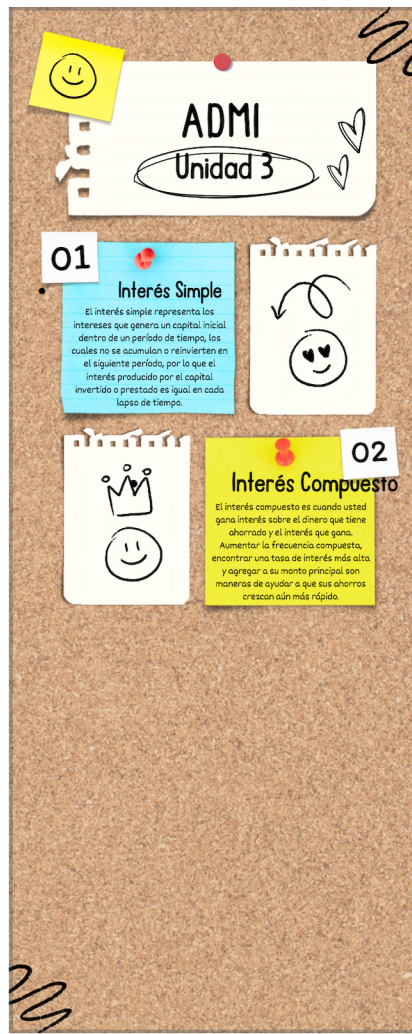 ADMI
Unidad 3
01
Interés Simple
El interés simple representa los
intereses que genera un capital inicial
dentro de un período de tiempo, los
cuales no se acumulan o reinvierten en
el siguiente período, por lo que el
interés producido por el capital
invertido o prestado es igual en cada
lapso de tiempo.
02
Interés Compuesto
El interés compuesto es cuando usted
gana interés sobre el dinero que tiene
ahorrado y el interés que gana.
Aumentar la frecuencia compuesta,
encontrar una tasa de interés más alta
y agregar a su monto principal son
maneras de ayudar a que sus ahorros
crezcan aún más rápido.